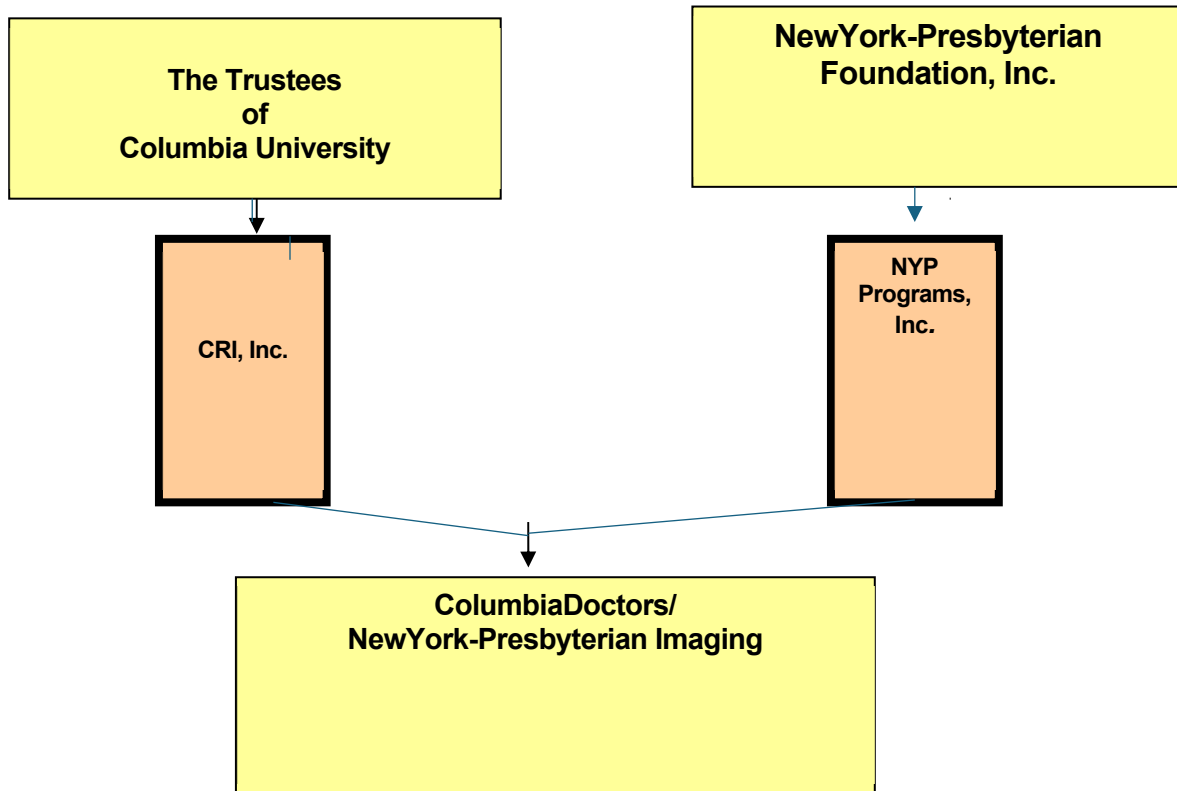 The Trustees
of
Columbia University
NewYork-Presbyterian
Foundation, Inc.
CRI, Inc.
NYP
Programs,
Inc.
ColumbiaDoctors/
NewYork-Presbyterian Imaging